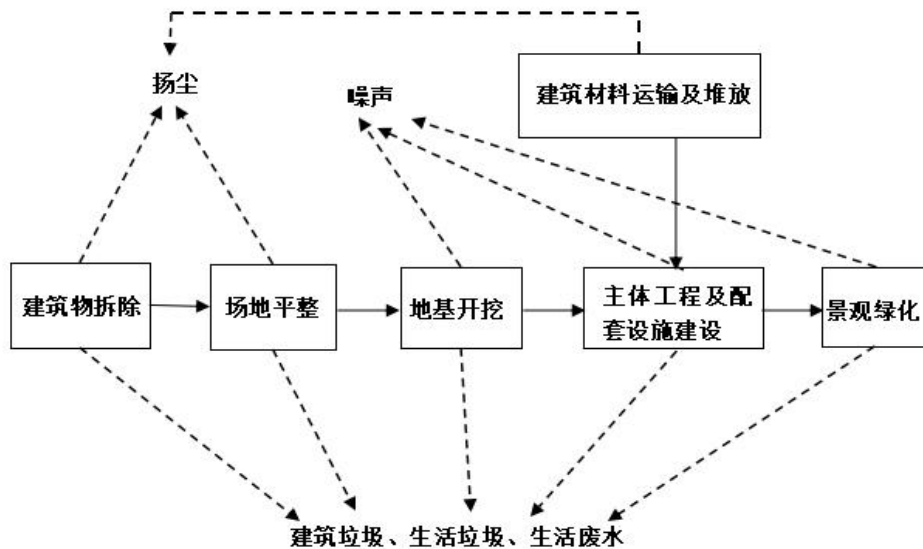 扬尘
噪声
建筑材料运输及堆放
建筑物拆除
场地平整
地基开挖
主体工程及配
套设施建设
景观绿化
建筑垃圾、生活垃圾、生活废水